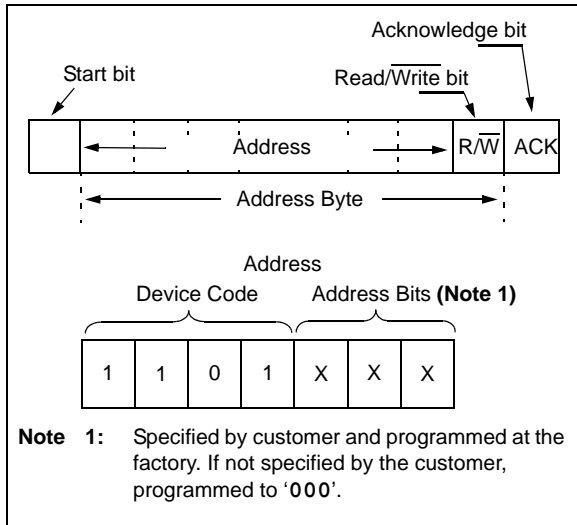 Acknowledge bit
Start bit
Read/Write bit
Address
R/W
ACK
Address Byte
Address
Device Code
Address Bits (Note 1)
1 1 0 1 X X X
Note 1: Specified by customer and programmed at the
factory. If not specified by the customer,
programmed to ‘000’.